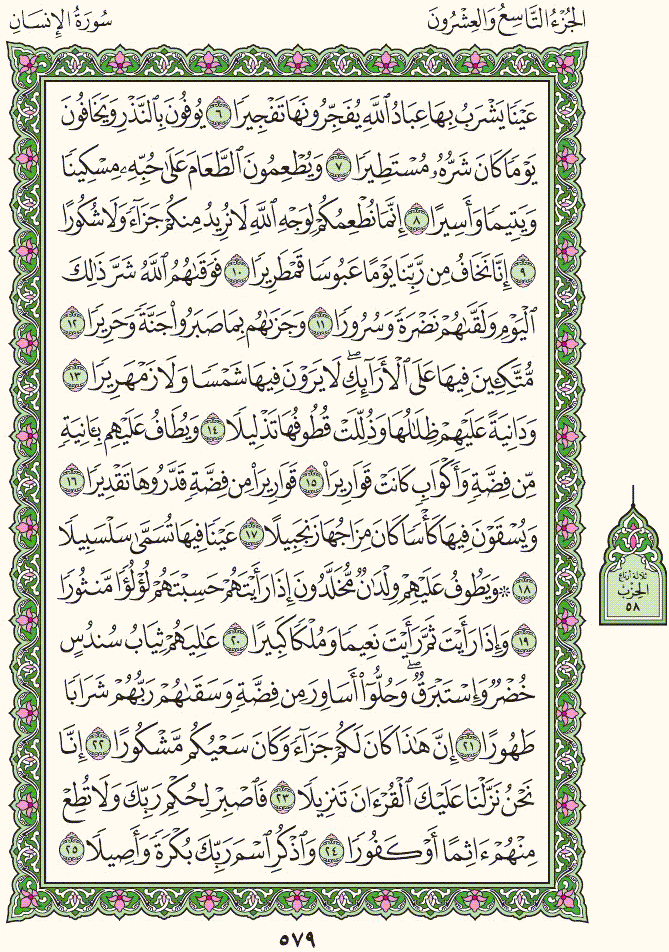 الجُزْءُ التَّاسِعُ وَالعِشْرُونَ
سُورَةُ الإِنسَانِ
عَيْنًا يَشْرَبُ بِهَا عِبَادُ ٱللَّهِ يُفَجِّرُونَهَا تَفْجِيرًا ٦ يُوفُونَ بِٱلنَّذْرِ وَيَخَافُونَ
يَوْمًا كَانَ شَرُّهُۥ مُسْتَطِيرًا ٧ وَيُطْعِمُونَ ٱلطَّعَامَ عَلَىٰ حُبِّهِۦ مِسْكِينًا
وَيَتِيمًا وَأَسِيرًا ٨ إِنَّمَا نُطْعِمُكُمْ لِوَجْهِ ٱللَّهِ لَا نُرِيدُ مِنكُمْ جَزَآءً وَلَا شُكُورًا
٩ إِنَّا نَخَافُ مِن رَّبِّنَا يَوْمًا عَبُوسًا قَمْطَرِيرًا ١٠ فَوَقَىٰهُمُ ٱللَّهُ شَرَّ ذَٰلِكَ
ٱلْيَوْمِ وَلَقَّىٰهُمْ نَضْرَةً وَسُرُورًا ١١ وَجَزَىٰهُم بِمَا صَبَرُوا۟ جَنَّةً وَحَرِيرًا ١٢
مُّتَّكِـِٔينَ فِيهَا عَلَى ٱلْأَرَآئِكِ ۖ لَا يَرَوْنَ فِيهَا شَمْسًا وَلَا زَمْهَرِيرًا ١٣
وَدَانِيَةً عَلَيْهِمْ ظِلَٰلُهَا وَذُلِّلَتْ قُطُوفُهَا تَذْلِيلًا ١٤ وَيُطَافُ عَلَيْهِم بِـَٔانِيَةٍ
مِّن فِضَّةٍ وَأَكْوَابٍ كَانَتْ قَوَارِيرَا۠ ١٥ قَوَارِيرَا۟ مِن فِضَّةٍ قَدَّرُوهَا تَقْدِيرًا ١٦
وَيُسْقَوْنَ فِيهَا كَأْسًا كَانَ مِزَاجُهَا زَنجَبِيلًا ١٧ عَيْنًا فِيهَا تُسَمَّىٰ سَلْسَبِيلًا
١٨ ۞ وَيَطُوفُ عَلَيْهِمْ وِلْدَٰنٌ مُّخَلَّدُونَ إِذَا رَأَيْتَهُمْ حَسِبْتَهُمْ لُؤْلُؤًا مَّنثُورًا
١٩ وَإِذَا رَأَيْتَ ثَمَّ رَأَيْتَ نَعِيمًا وَمُلْكًا كَبِيرًا ٢٠ عَٰلِيَهُمْ ثِيَابُ سُندُسٍ
خُضْرٌ وَإِسْتَبْرَقٌ ۖ وَحُلُّوٓا۟ أَسَاوِرَ مِن فِضَّةٍ وَسَقَىٰهُمْ رَبُّهُمْ شَرَابًا
طَهُورًا ٢١ إِنَّ هَٰذَا كَانَ لَكُمْ جَزَآءً وَكَانَ سَعْيُكُم مَّشْكُورًا ٢٢ إِنَّا
نَحْنُ نَزَّلْنَا عَلَيْكَ ٱلْقُرْءَانَ تَنزِيلًا ٢٣ فَٱصْبِرْ لِحُكْمِ رَبِّكَ وَلَا تُطِعْ
مِنْهُمْ ءَاثِمًا أَوْ كَفُورًا ٢٤ وَٱذْكُرِ ٱسْمَ رَبِّكَ بُكْرَةً وَأَصِيلًا ٢٥
ثلاثة أرباع
الحِزْب
٥٨
٥٧٩